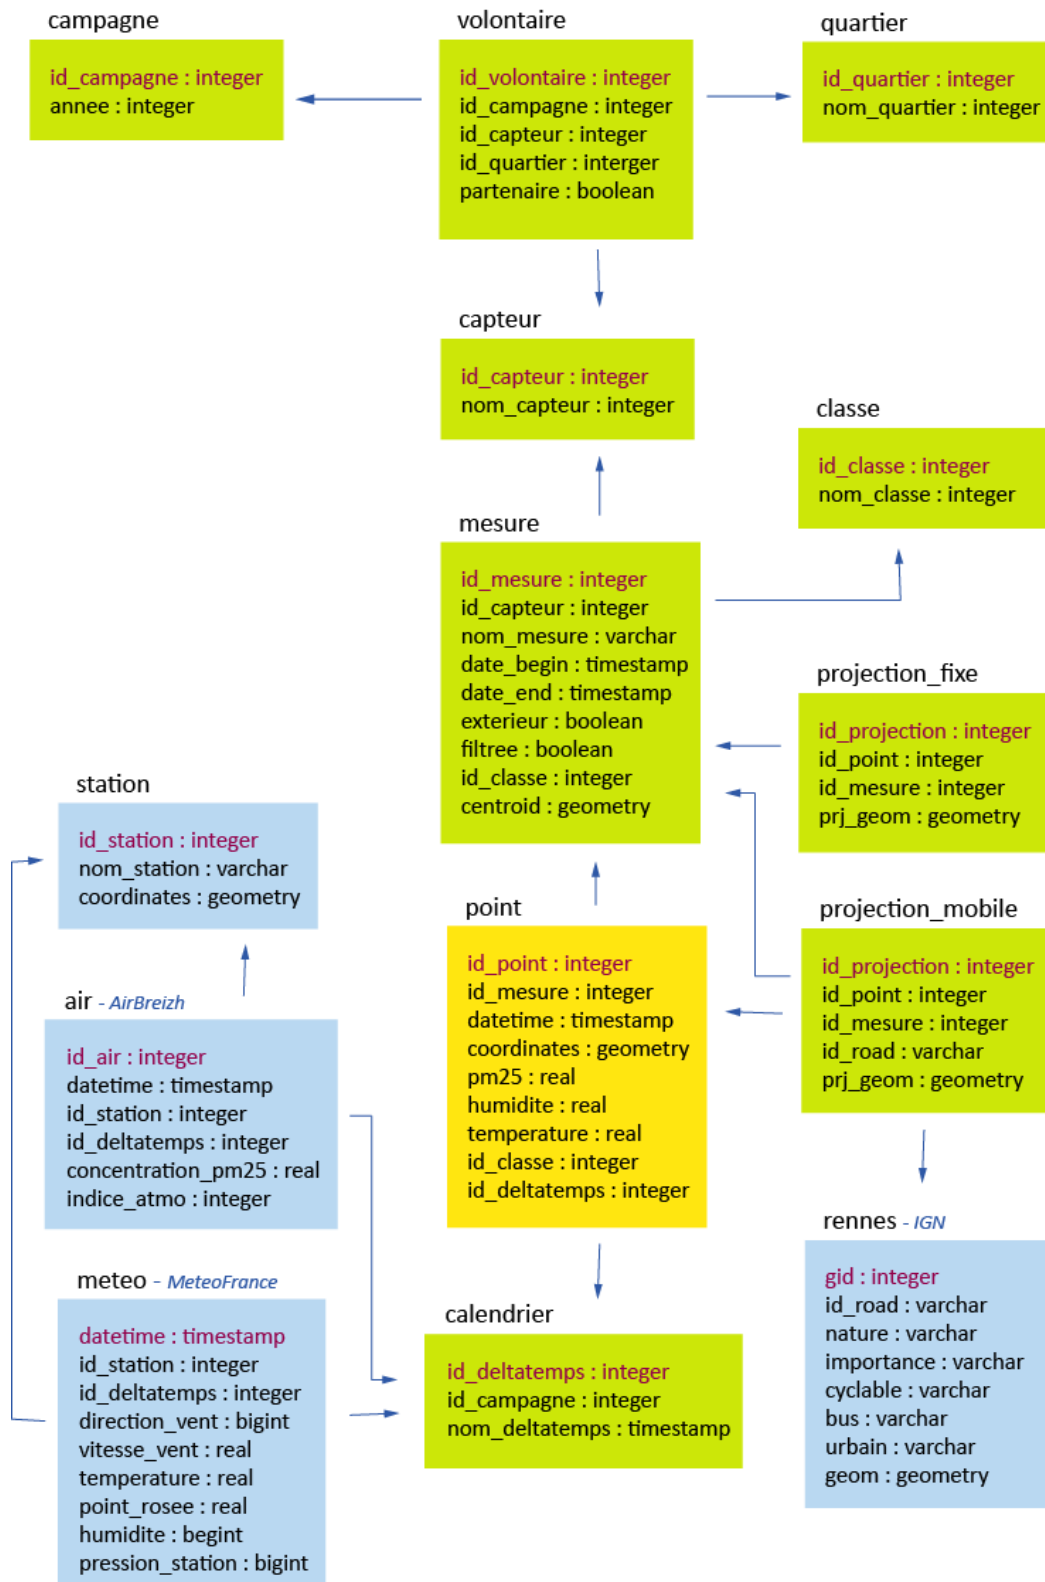 campagne
id_campagne : integer
annee : integer
volontaire
id_volontaire : integer
id_campagne : integer
id_capteur : integer
id_quartier : interger
partenaire : boolean
quartier
id_quartier : integer
nom_quartier : integer
capteur
id_capteur : integer
nom_capteur : integer
classe
id_classe : integer
nom_classe : integer
mesure
id_mesure : integer
id_capteur : integer
nom_mesure : varchar
date_begin : timestamp
date_end : timestamp
exterieur : boolean
filtree : boolean
id_classe : integer
centroid : geometry
projection_fixe
id_projection : integer
id_point : integer
id_mesure : integer
prj_geom : geometry
station
id_station : integer
nom_station : varchar
coordinates : geometry
point
id_point : integer
id_mesure : integer
datetime : timestamp
coordinates : geometry
pm25 : real
humidite : real
temperature : real
id_classe : integer
id_deltatemps : integer
projection_mobile
id_projection : integer
id_point : integer
id_mesure : integer
id_road : varchar
prj_geom : geometry
air - AirBreizh
id_air : integer
datetime : timestamp
id_station : integer
id_deltatemps : integer
concentration_pm25 : real
indice_atmo : integer
rennes - IGN
gid : integer
id_road : varchar
nature : varchar
importance : varchar
cyclable : varchar
bus : varchar
urbain : varchar
geom : geometry
meteo - MeteoFrance
datetime : timestamp
id_station : integer
id_deltatemps : integer
direction_vent : bigint
vitesse_vent : real
temperature : real
point_rosee : real
humidite : begint
pression_station : bigint
calendrier
id_deltatemps : integer
id_campagne : integer
nom_deltatemps : timestamp